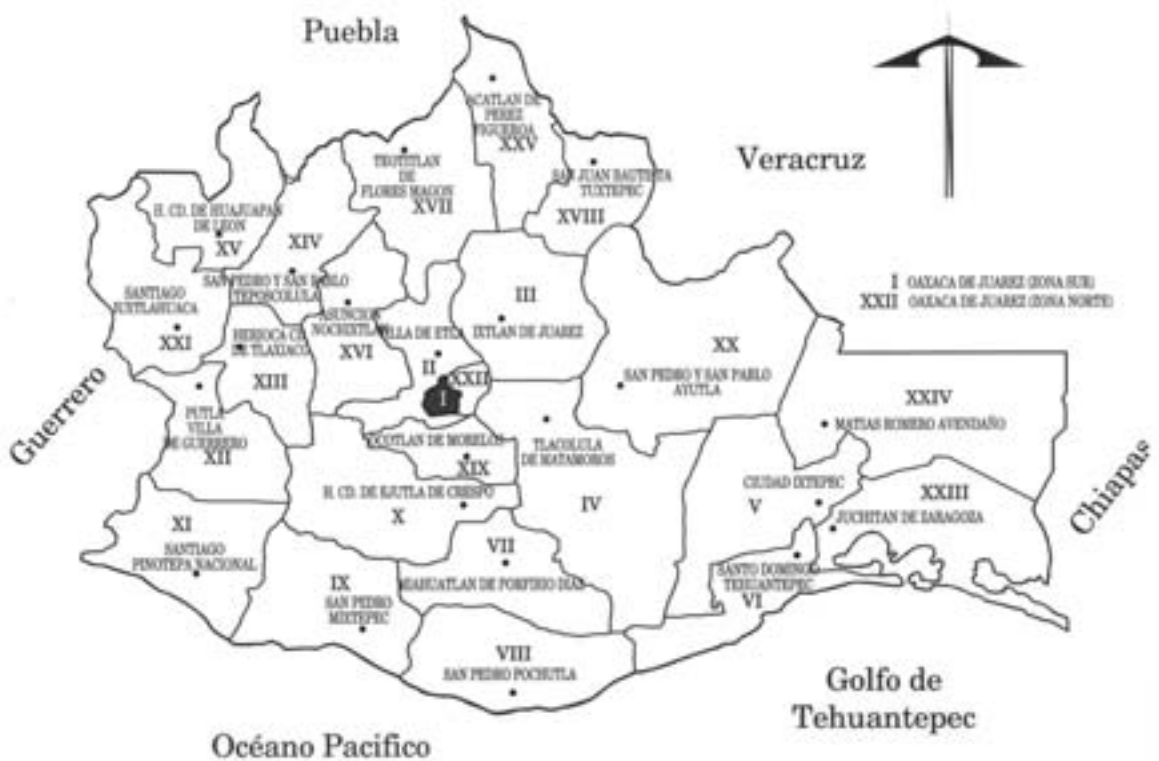 Puebla
ACATLAN DE
PEREZ
FIGUEROA
XXV
Veracruz
TEOTITLAN
DE
FLORES MAGON
XVII
SAN JUAN BAUTISTA
TUXTEPEC
XVIII
H. CD. DE HUAJUAPAN
DE LEON
XV
XIV
SAN PEDRO Y SAN PABLO
TEPOSCOLULA
I OAXACA DE JUAREZ (ZONA SUR)
XXII OAXACA DE JUAREZ (ZONA NORTE)
SANTIAGO
JUXTLAHUACA
XXI
ASUNCION
NOCHIXTLAN
XVI
III
IXTLAN DE JUAREZ
VILLA DE ETLA
II
XXII
I
CD.
DE TLAXIACO
XIII
XX
SAN PEDRO Y SAN PABLO
AYUTLA
Guerrero
PUTLA
VILLA
DE GUERRERO
XII
XXIV
MATIAS ROMERO AVENDAÑO
OCOTLAN DE MORELOS
XIX
TLACOLULA
DE MATAMOROS
IV
H. CD. DE EJUTLA DE CRESPO
X
CIUDAD IXTEPEC
V
XXIII
JUCHITAN DE ZARAGOZA
Chiapas
XI
SANTIAGO
PINOTEPA NACIONAL
VII
MIAHUATLAN DE PORFIRIO DIAS
SANTO DOMINGO
TEHUANTEPEC
VI
IX
SAN PEDRO
MIXTEPEC
VIII
SAN PEDRO POCHUTLA
Golfo de
Tehuantepec
Océano Pacifico